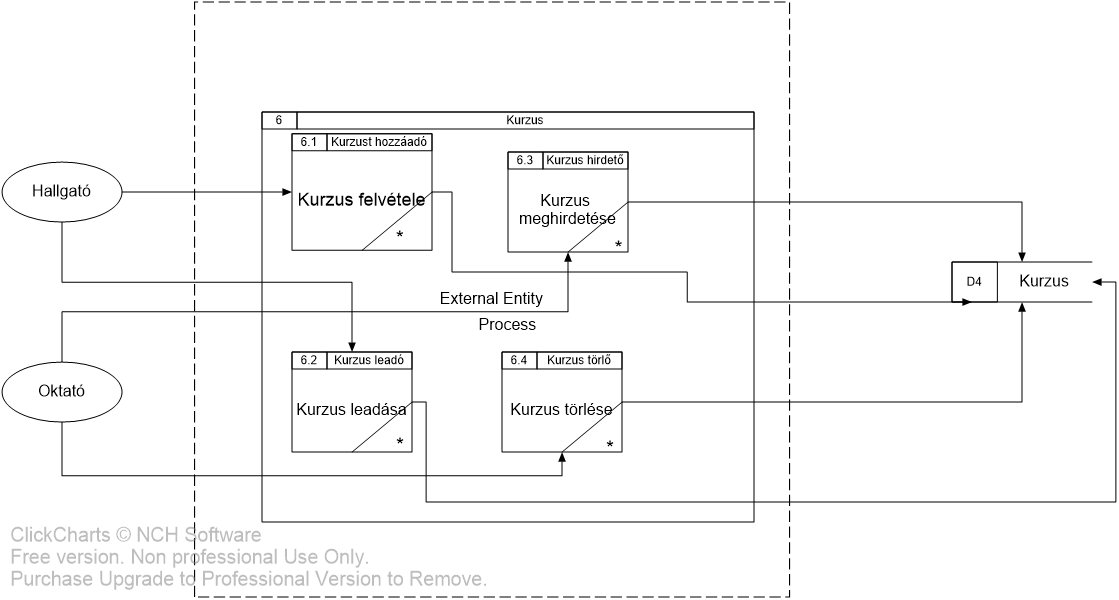 6 Kurzus
6.1 Kurzust hozzáadó
Kurzus felvétele
*
6.3 Kurzus hirdető
Kurzus
meghirdetése
*
Hallgató
D4 Kurzus
External Entity
Process
6.2 Kurzus leadó
Kurzus leadása
*
6.4 Kurzus törlő
Kurzus törlése
*
Oktató
ClickCharts © NCH Software
Free version. Non professional Use Only.
Purchase Upgrade to Professional Version to Remove.